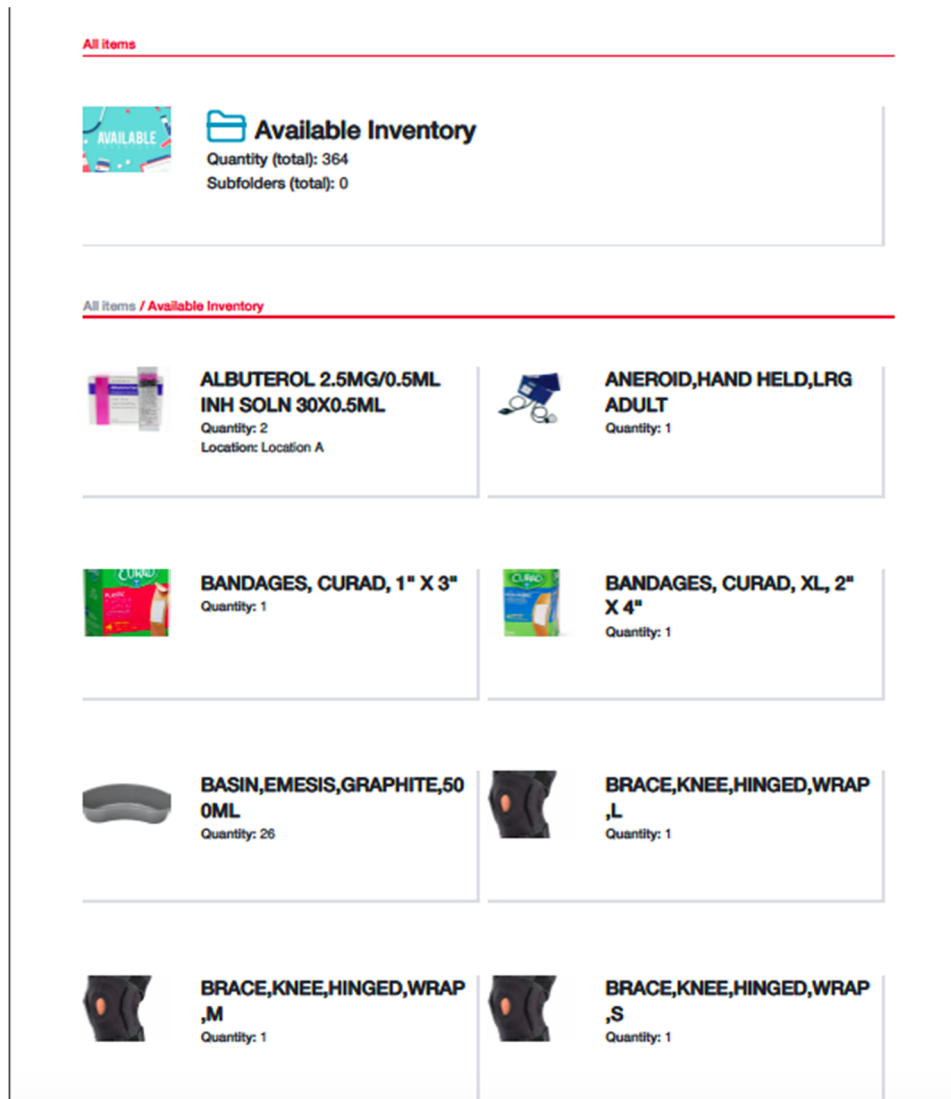 All items
AVAILABLE
Available Inventory
Quantity (total): 364
Subfolders (total): 0
All items / Available Inventory
ALBUTEROL 2.5MG/0.5ML
INH SOLN 30X0.5ML
Quantity: 2
Location: Location A
ANEROID,HAND HELD,LRG
ADULT
Quantity: 1
CURAD
BANDAGES, CURAD, 1" X 3"
Quantity: 1
CURAD
BANDAGES, CURAD, XL, 2"
X 4"
Quantity: 1
BASIN,EMESIS,GRAPHITE,50
0ML
Quantity: 26
BRACE,KNEE,HINGED,WRAP
,L
Quantity: 1
BRACE,KNEE,HINGED,WRAP
,M
Quantity: 1
BRACE,KNEE,HINGED,WRAP
,S
Quantity: 1